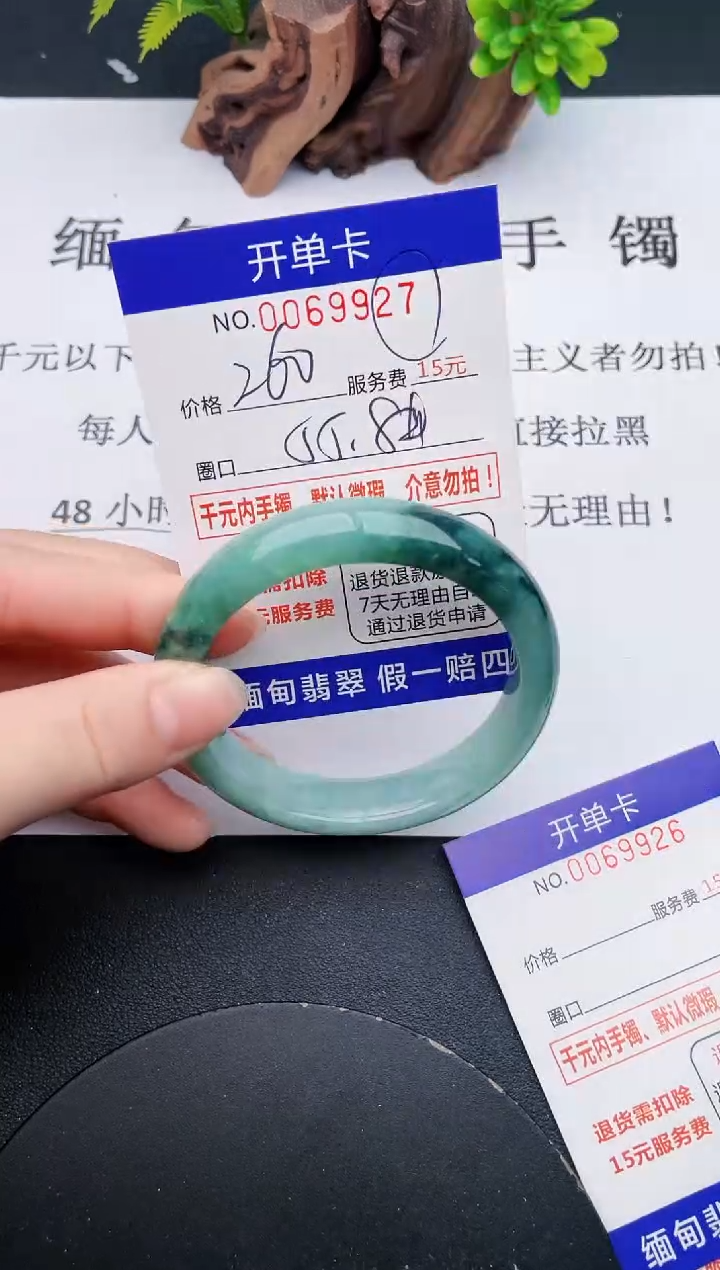 缅 手 镯
开单卡
NO.0069927
千元以下 主义者勿拍！
价格 260 服务费 15元
每人 直接拉黑
圈口
48 小时 无理由！
千元内手镯、默认微瑕、介意勿拍！
需扣除
元服务费
退货退款
7天无理由自
通过退货申请
缅甸翡翠 假一赔四
开单卡
NO.0069926
价格 服务费 15
圈口
千元内手镯、默认微瑕
退货需扣除
15元服务费
缅甸翡